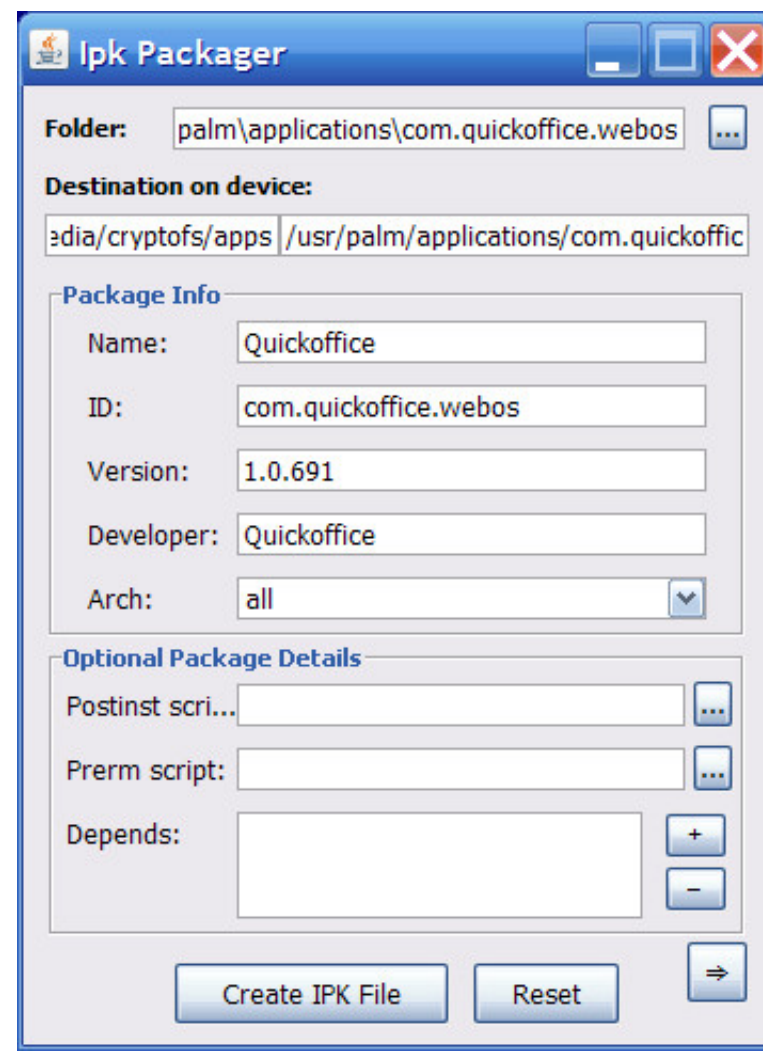 Ipk Packager
Folder: palm\applications\com.quickoffice.webos ...
Destination on device:
edia/cryptofs/apps /usr/palm/applications/com.quickoffic
Package Info
Name: Quickoffice
ID: com.quickoffice.webos
Version: 1.0.691
Developer: Quickoffice
Arch: all
Optional Package Details
Postinst scri... ...
Prerm script: ...
Depends: +
−
⇒
Create IPK File Reset